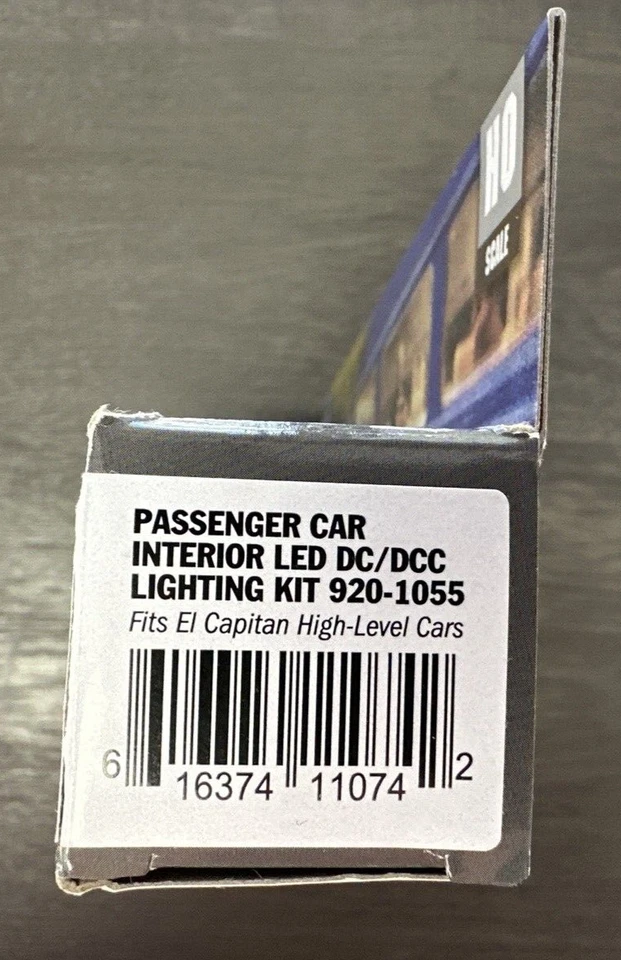 HO
SCALE
PASSENGER CAR
INTERIOR LED DC/DCC
LIGHTING KIT 920-1055
Fits El Capitan High-Level Cars
6 16374 11074 2